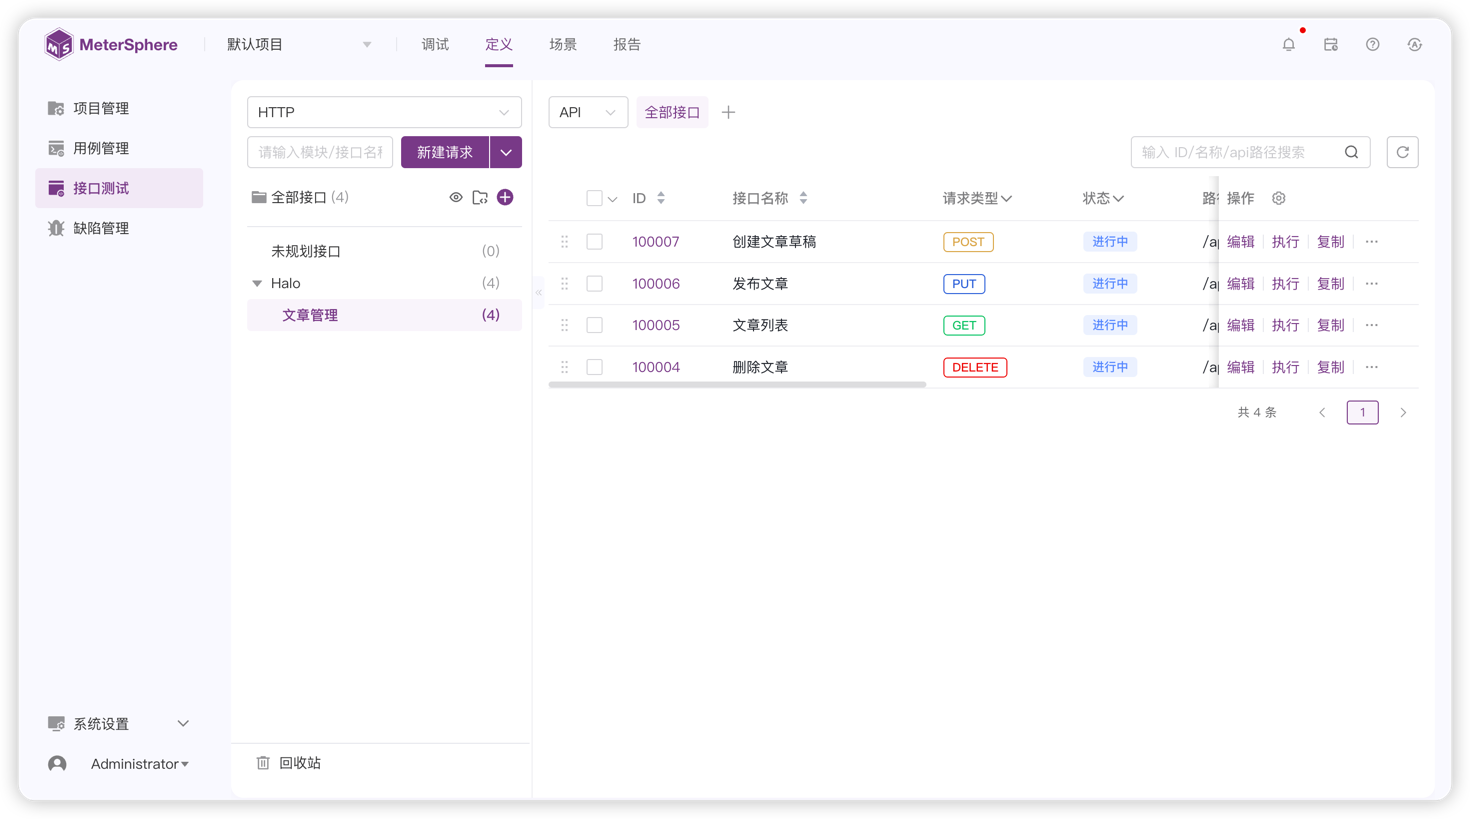 MeterSphere
默认项目
调试
定义
场景
报告
项目管理
用例管理
接口测试
缺陷管理
系统设置
Administrator
HTTP
请输入模块/接口名称
新建请求
全部接口 (4)
未规划接口 (0)
Halo (4)
文章管理 (4)
回收站
API
全部接口
输入 ID/名称/api路径搜索
ID 接口名称 请求类型 状态 路径 操作
100007 创建文章草稿 POST 进行中 /ap 编辑 执行 复制 ···
100006 发布文章 PUT 进行中 /ap 编辑 执行 复制 ···
100005 文章列表 GET 进行中 /ap 编辑 执行 复制 ···
100004 删除文章 DELETE 进行中 /ap 编辑 执行 复制 ···
共 4 条
1